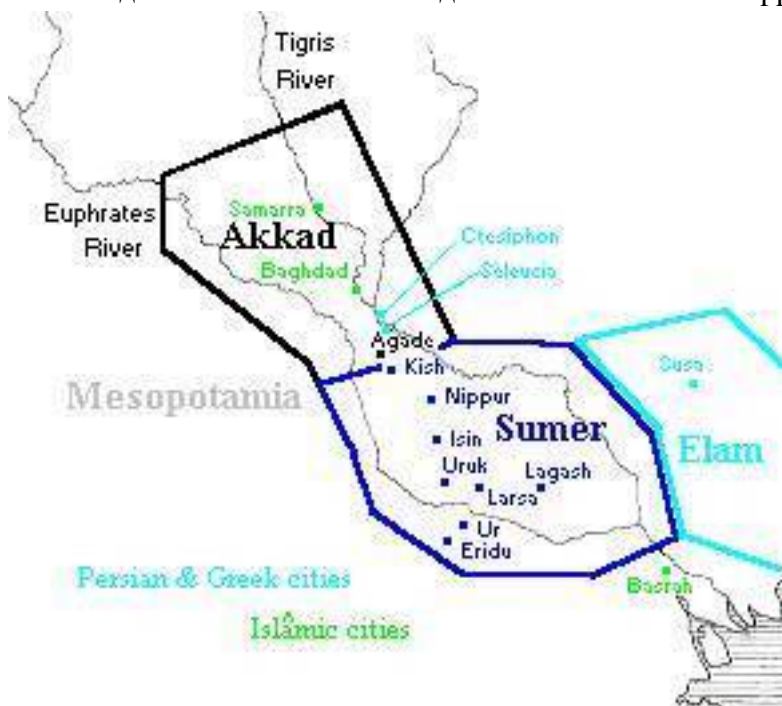 Tigris
River
Euphrates
River
Samarra
Akkad
Ctesiphon
Baghdad
Seleucia
Agade
Kish
Susa
Mesopotamia
Nippur
Isin
Sumer
Elam
Uruk
Lagash
Larsa
Ur
Eridu
Persian & Greek cities
Basrah
Islâmic cities